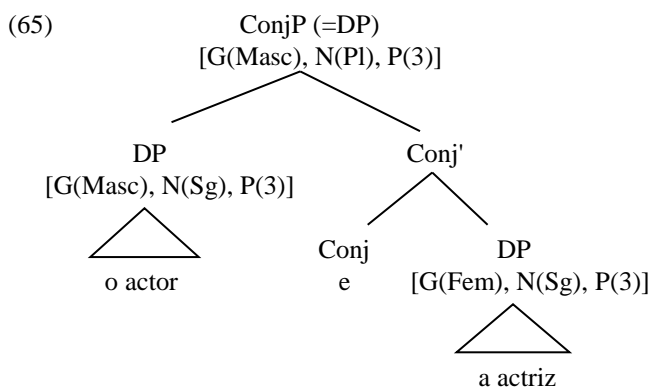 (65) ConjP (=DP)
[G(Masc), N(Pl), P(3)]
DP Conj'
[G(Masc), N(Sg), P(3)]
Conj DP
o actor e [G(Fem), N(Sg), P(3)]
a actriz